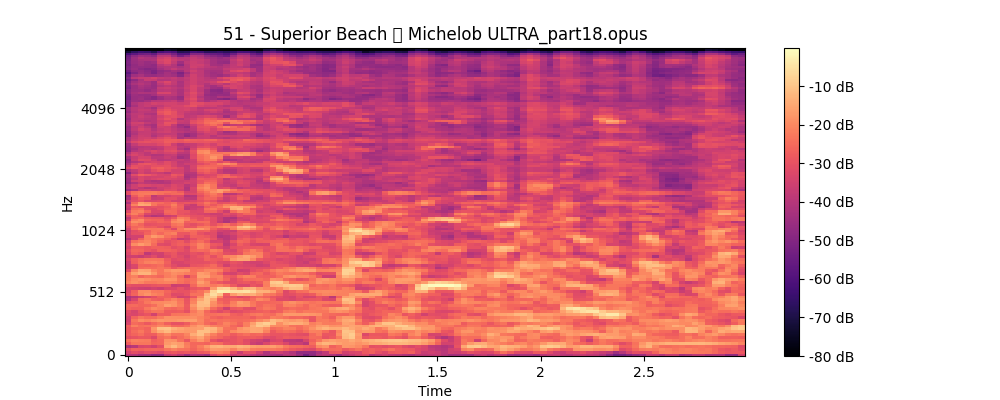 51 - Superior Beach  Michelob ULTRA_part18.opus
Hz
4096
2048
1024
512
0
0
0.5
1
1.5
2
2.5
Time
-10 dB
-20 dB
-30 dB
-40 dB
-50 dB
-60 dB
-70 dB
-80 dB